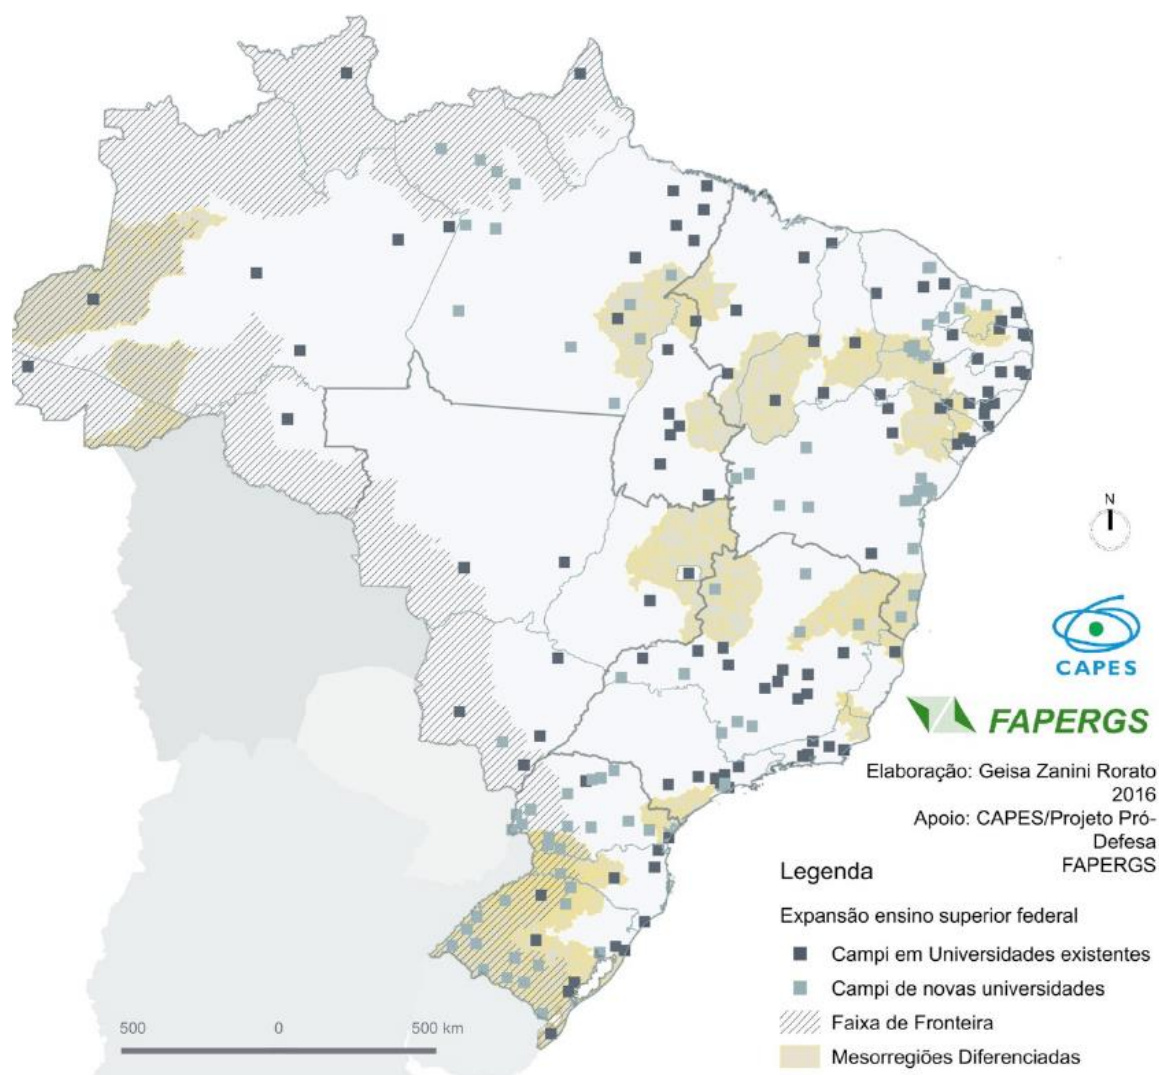 N
CAPES
FAPERGS
Elaboração: Geisa Zanini Rorato
2016
Apoio: CAPES/Projeto Pró-
Defesa
FAPERGS
Legenda
Expansão ensino superior federal
Campi em Universidades existentes
Campi de novas universidades
Faixa de Fronteira
Mesorregiões Diferenciadas
500 0 500 km